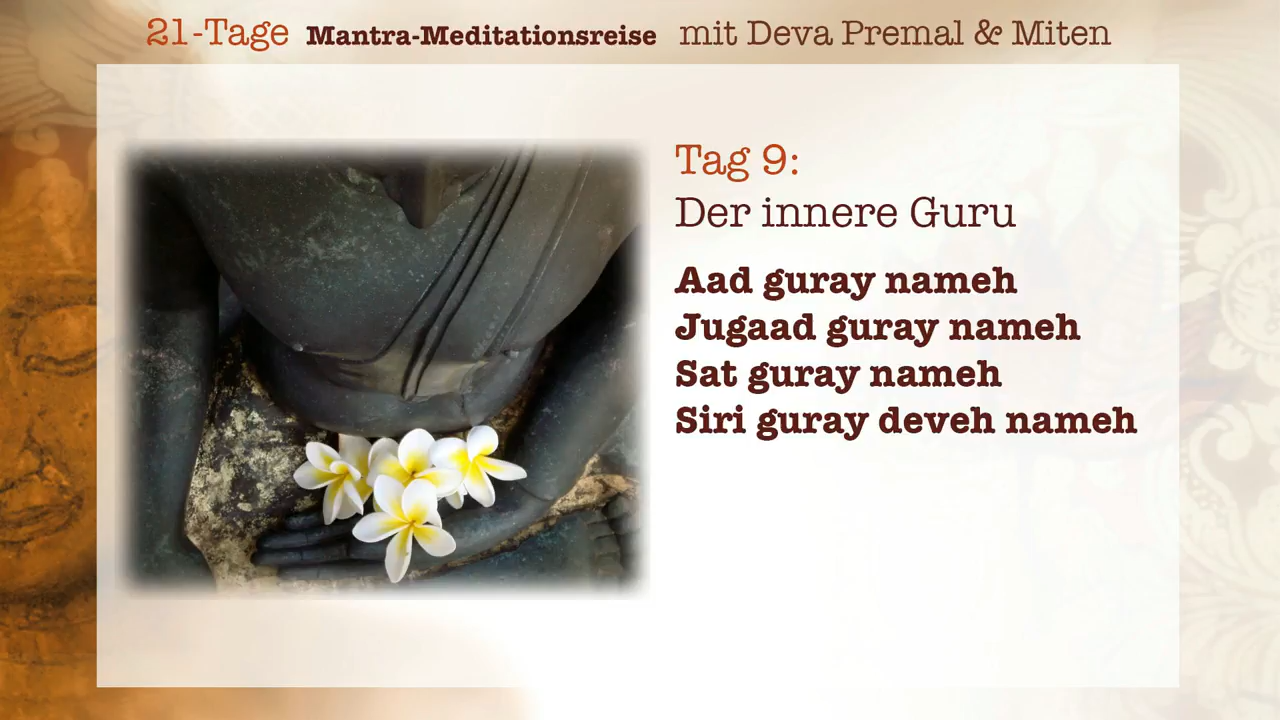 21-Tage Mantra-Meditationsreise mit Deva Premal & Miten
Tag 9:
Der innere Guru
Aad guray nameh
Jugaad guray nameh
Sat guray nameh
Siri guray deveh nameh